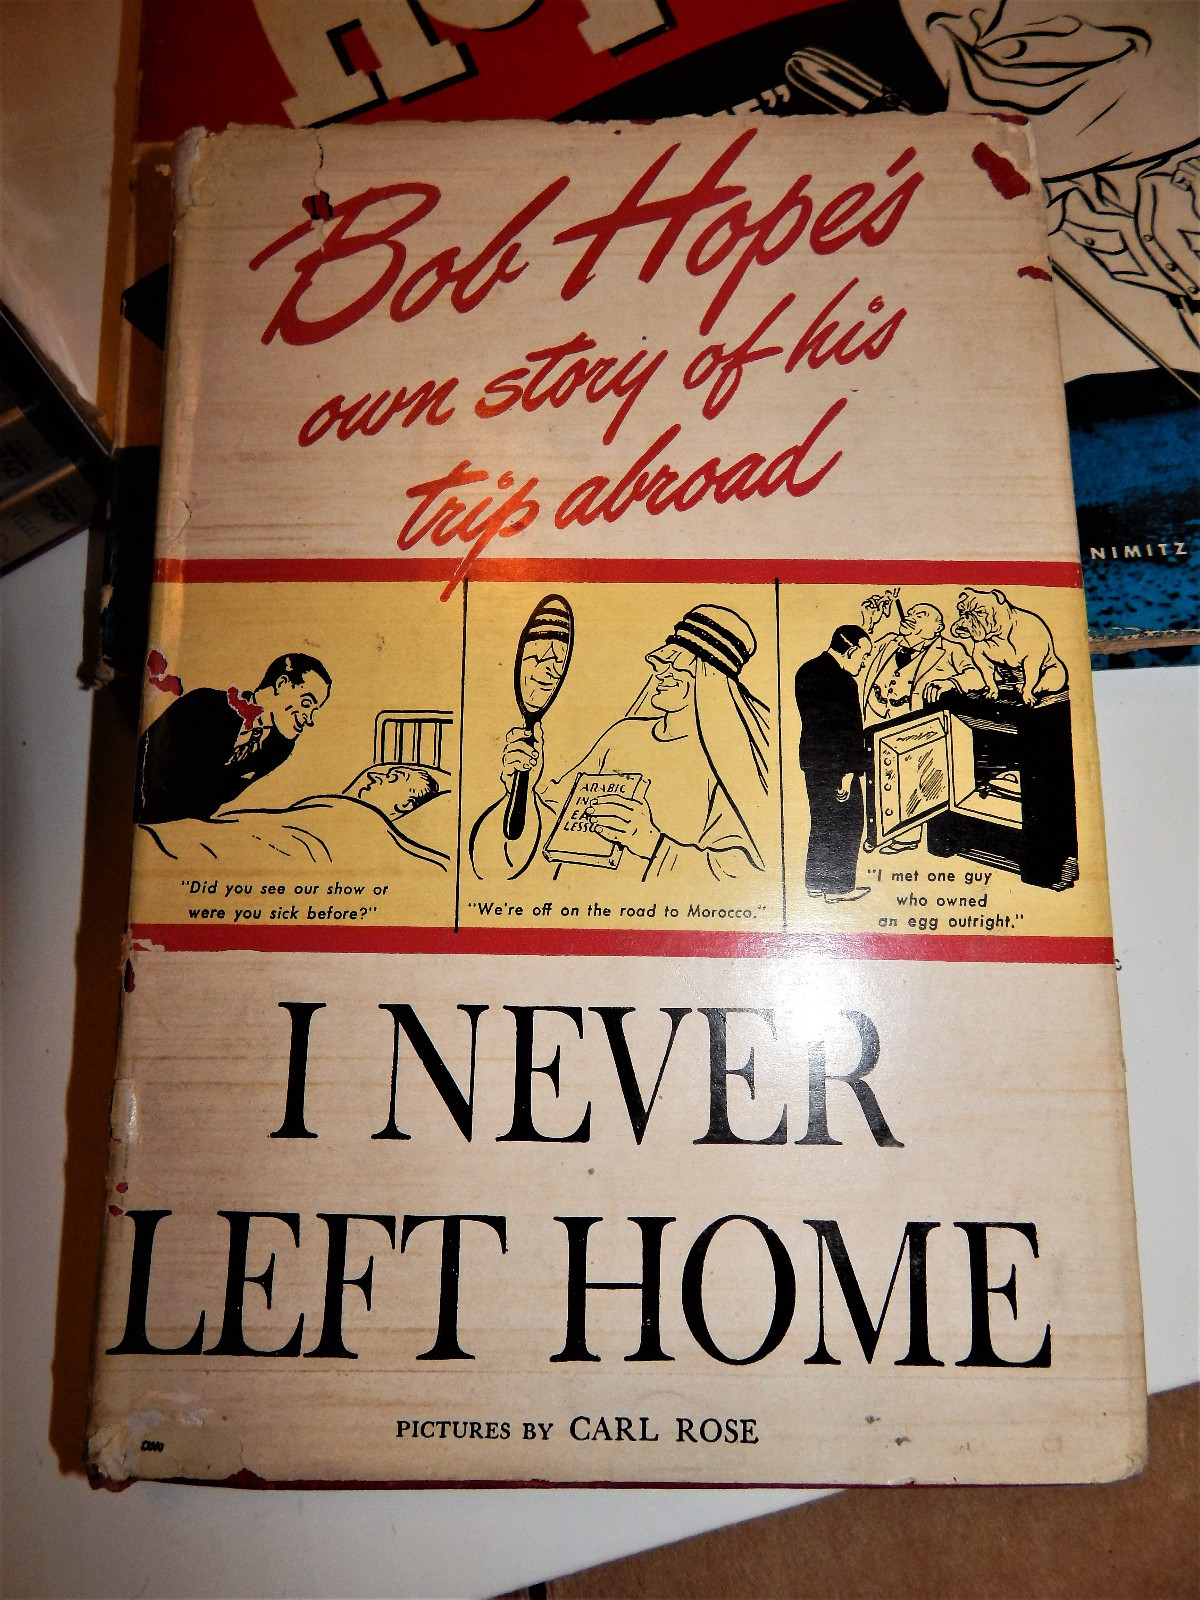 Bob Hope's
own story of his
trip abroad
ARABIC
IN
LESSO
"Did you see our show or
were you sick before?"
"We're off on the road to Morocco."
"I met one guy
who owned
an egg outright."
I NEVER
LEFT HOME
PICTURES BY CARL ROSE
NIMITZ